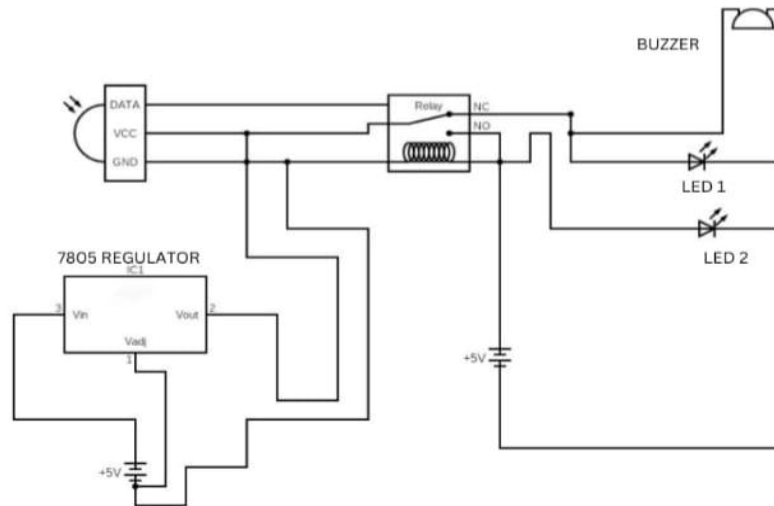 BUZZER
DATA
VCC
GND
Relay
NC
NO
LED 1
LED 2
7805 REGULATOR
IC1
3
Vin
Vout
2
Vadj
1
+5V
+5V